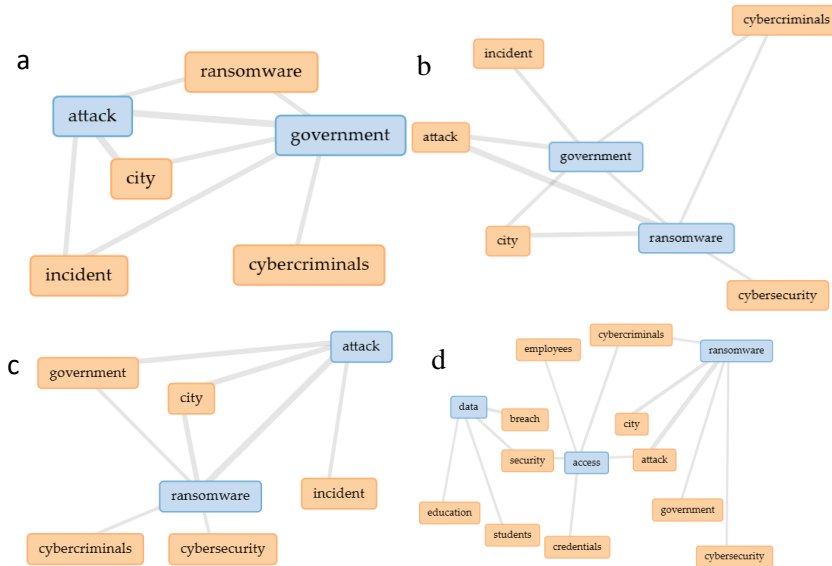 a
ransomware
attack
government
city
incident
cybercriminals
b
cybercriminals
incident
attack
government
city
ransomware
cybersecurity
c
attack
government
city
ransomware
incident
cybercriminals
cybersecurity
d
cybercriminals
employees
ransomware
data
breach
city
security
access
attack
education
government
students
credentials
cybersecurity